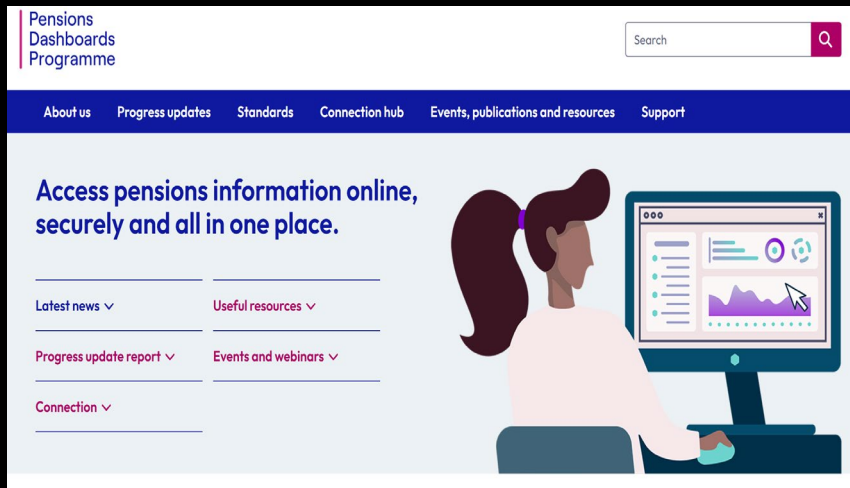 Pensions
Dashboards
Programme
Search
About us Progress updates Standards Connection hub Events, publications and resources Support
Access pensions information online,
securely and all in one place.
Latest news
Useful resources
Progress update report
Events and webinars
Connection